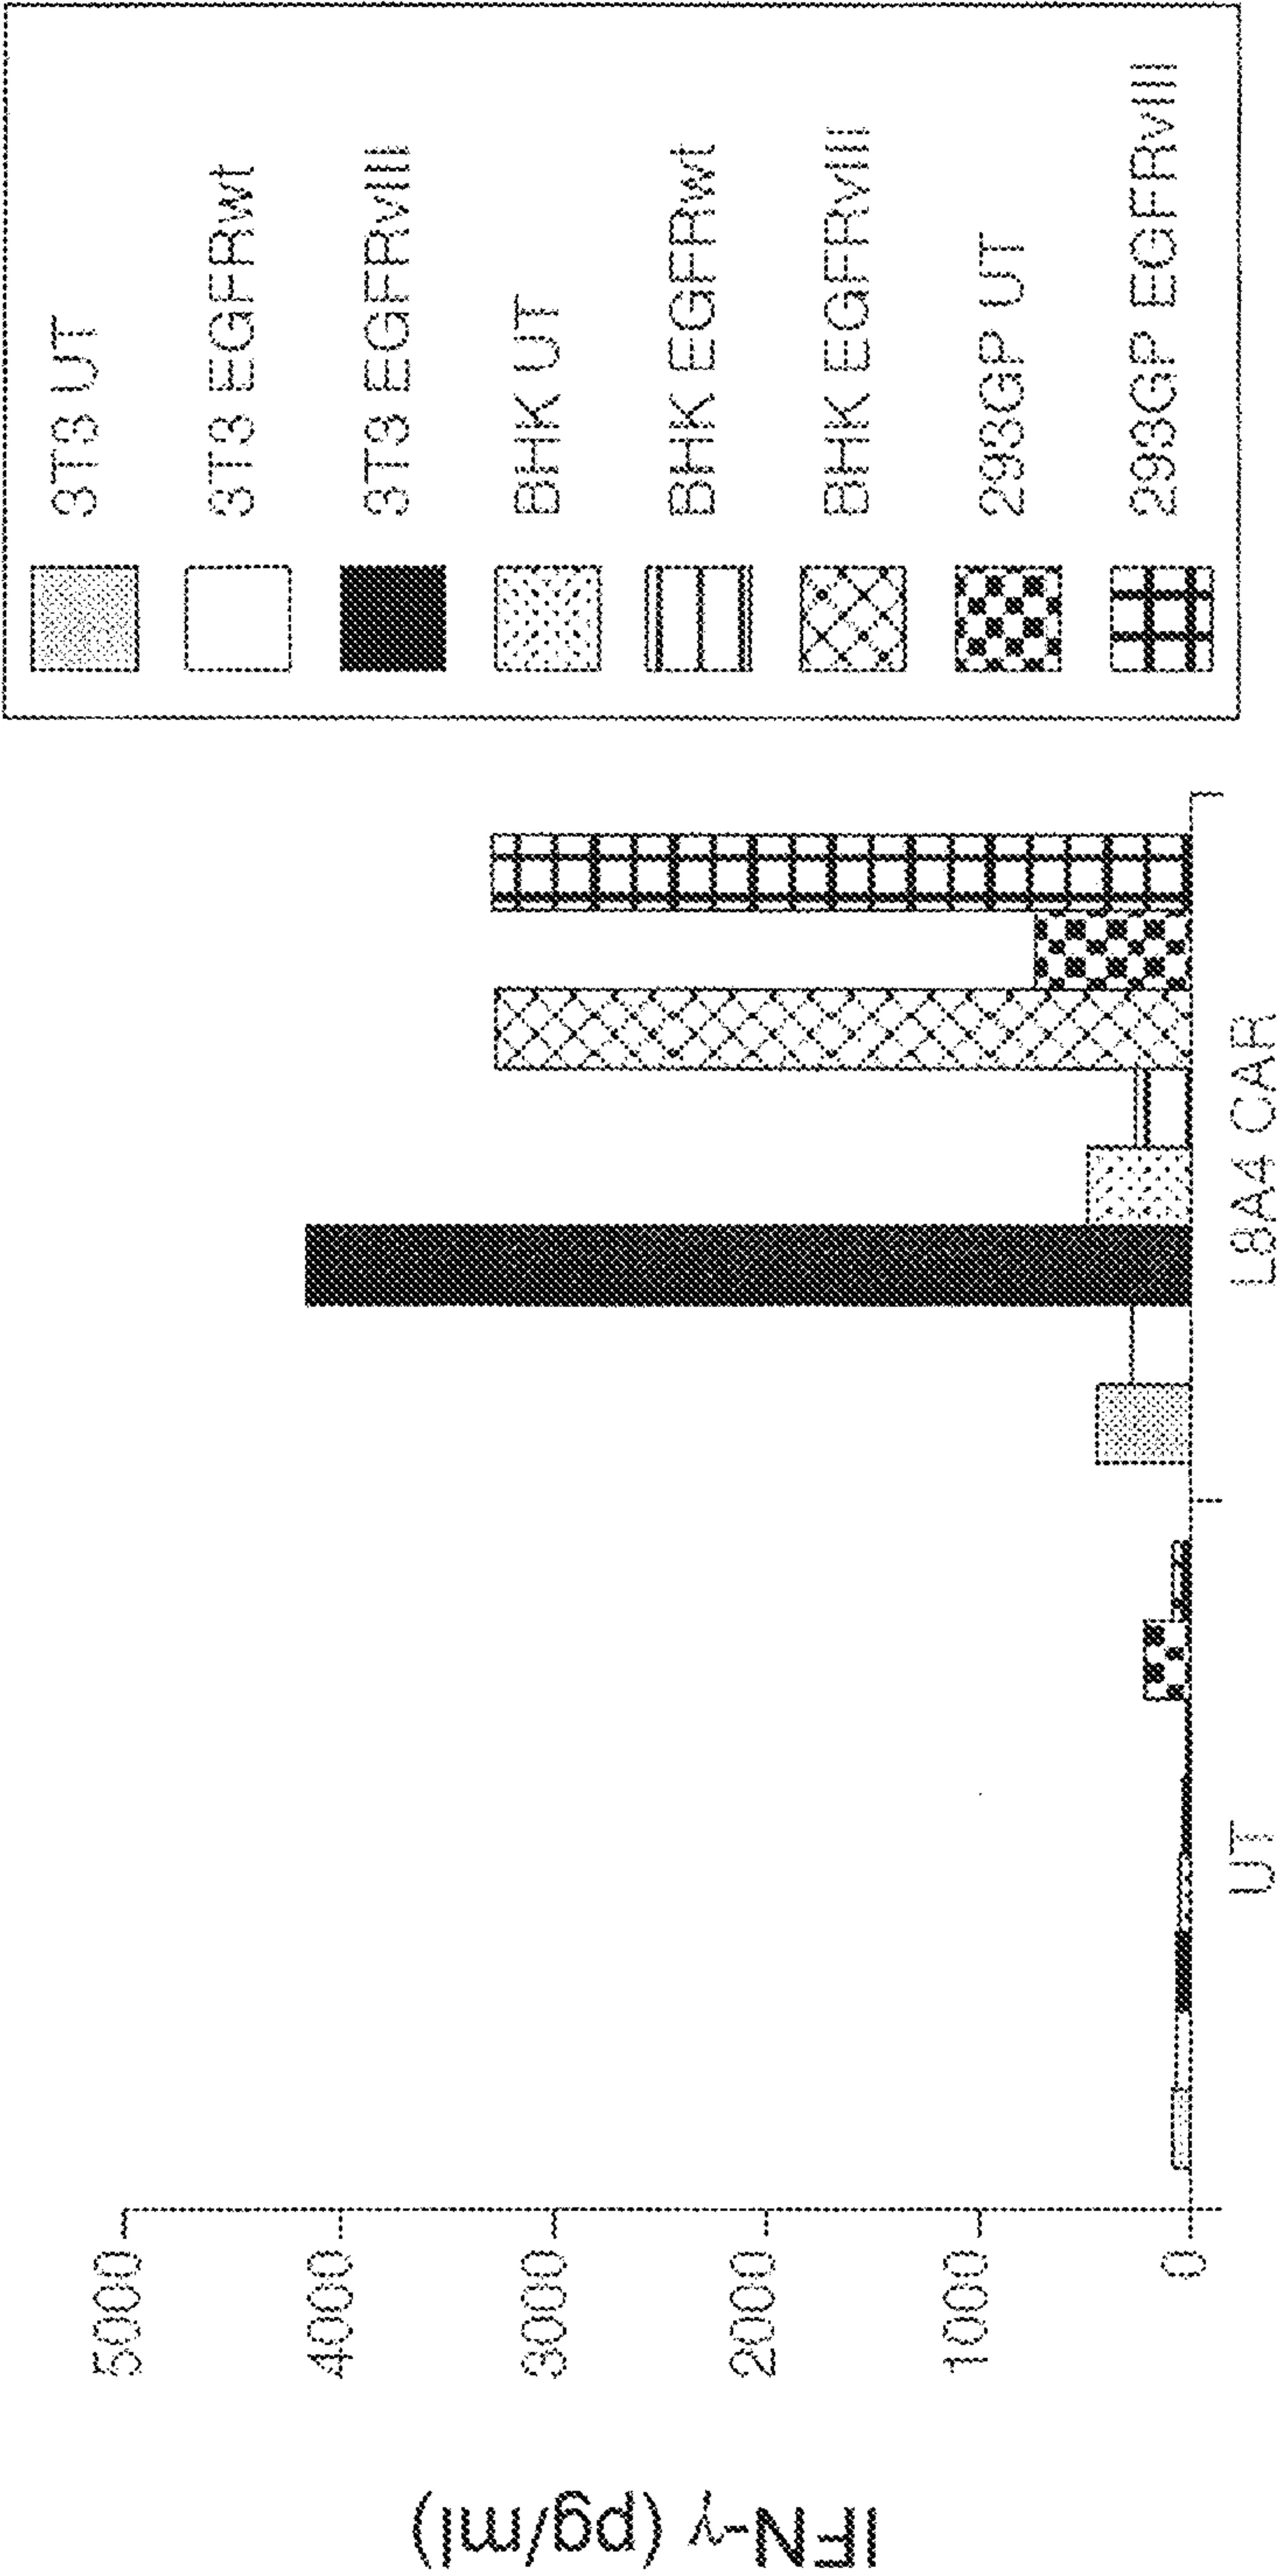 IFN-γ (pg/ml)
5000
4000
3000
2000
1000
0
UT
L8A4 CAR
3T3 UT
3T3 EGFRwt
3T3 EGFRvIII
BHK UT
BHK EGFRwt
BHK EGFRvIII
293GP UT
293GP EGFRvIII